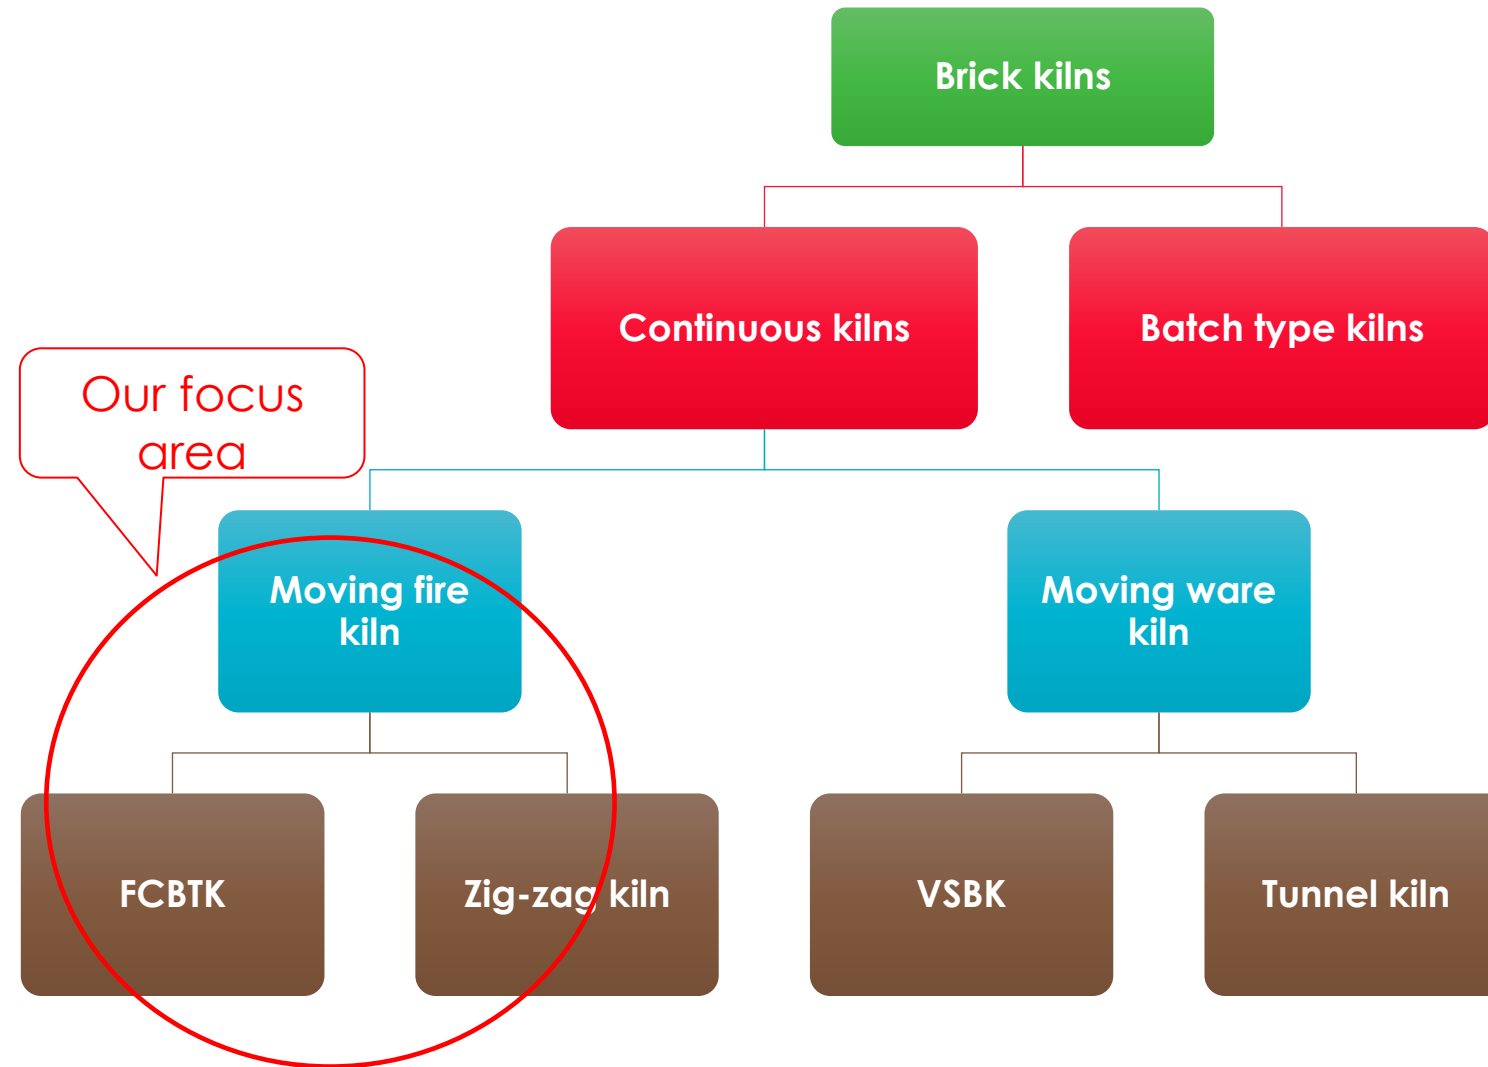 Brick kilns
Continuous kilns
Batch type kilns
Our focus
area
Moving fire
kiln
Moving ware
kiln
FCBTK
Zig-zag kiln
VSBK
Tunnel kiln